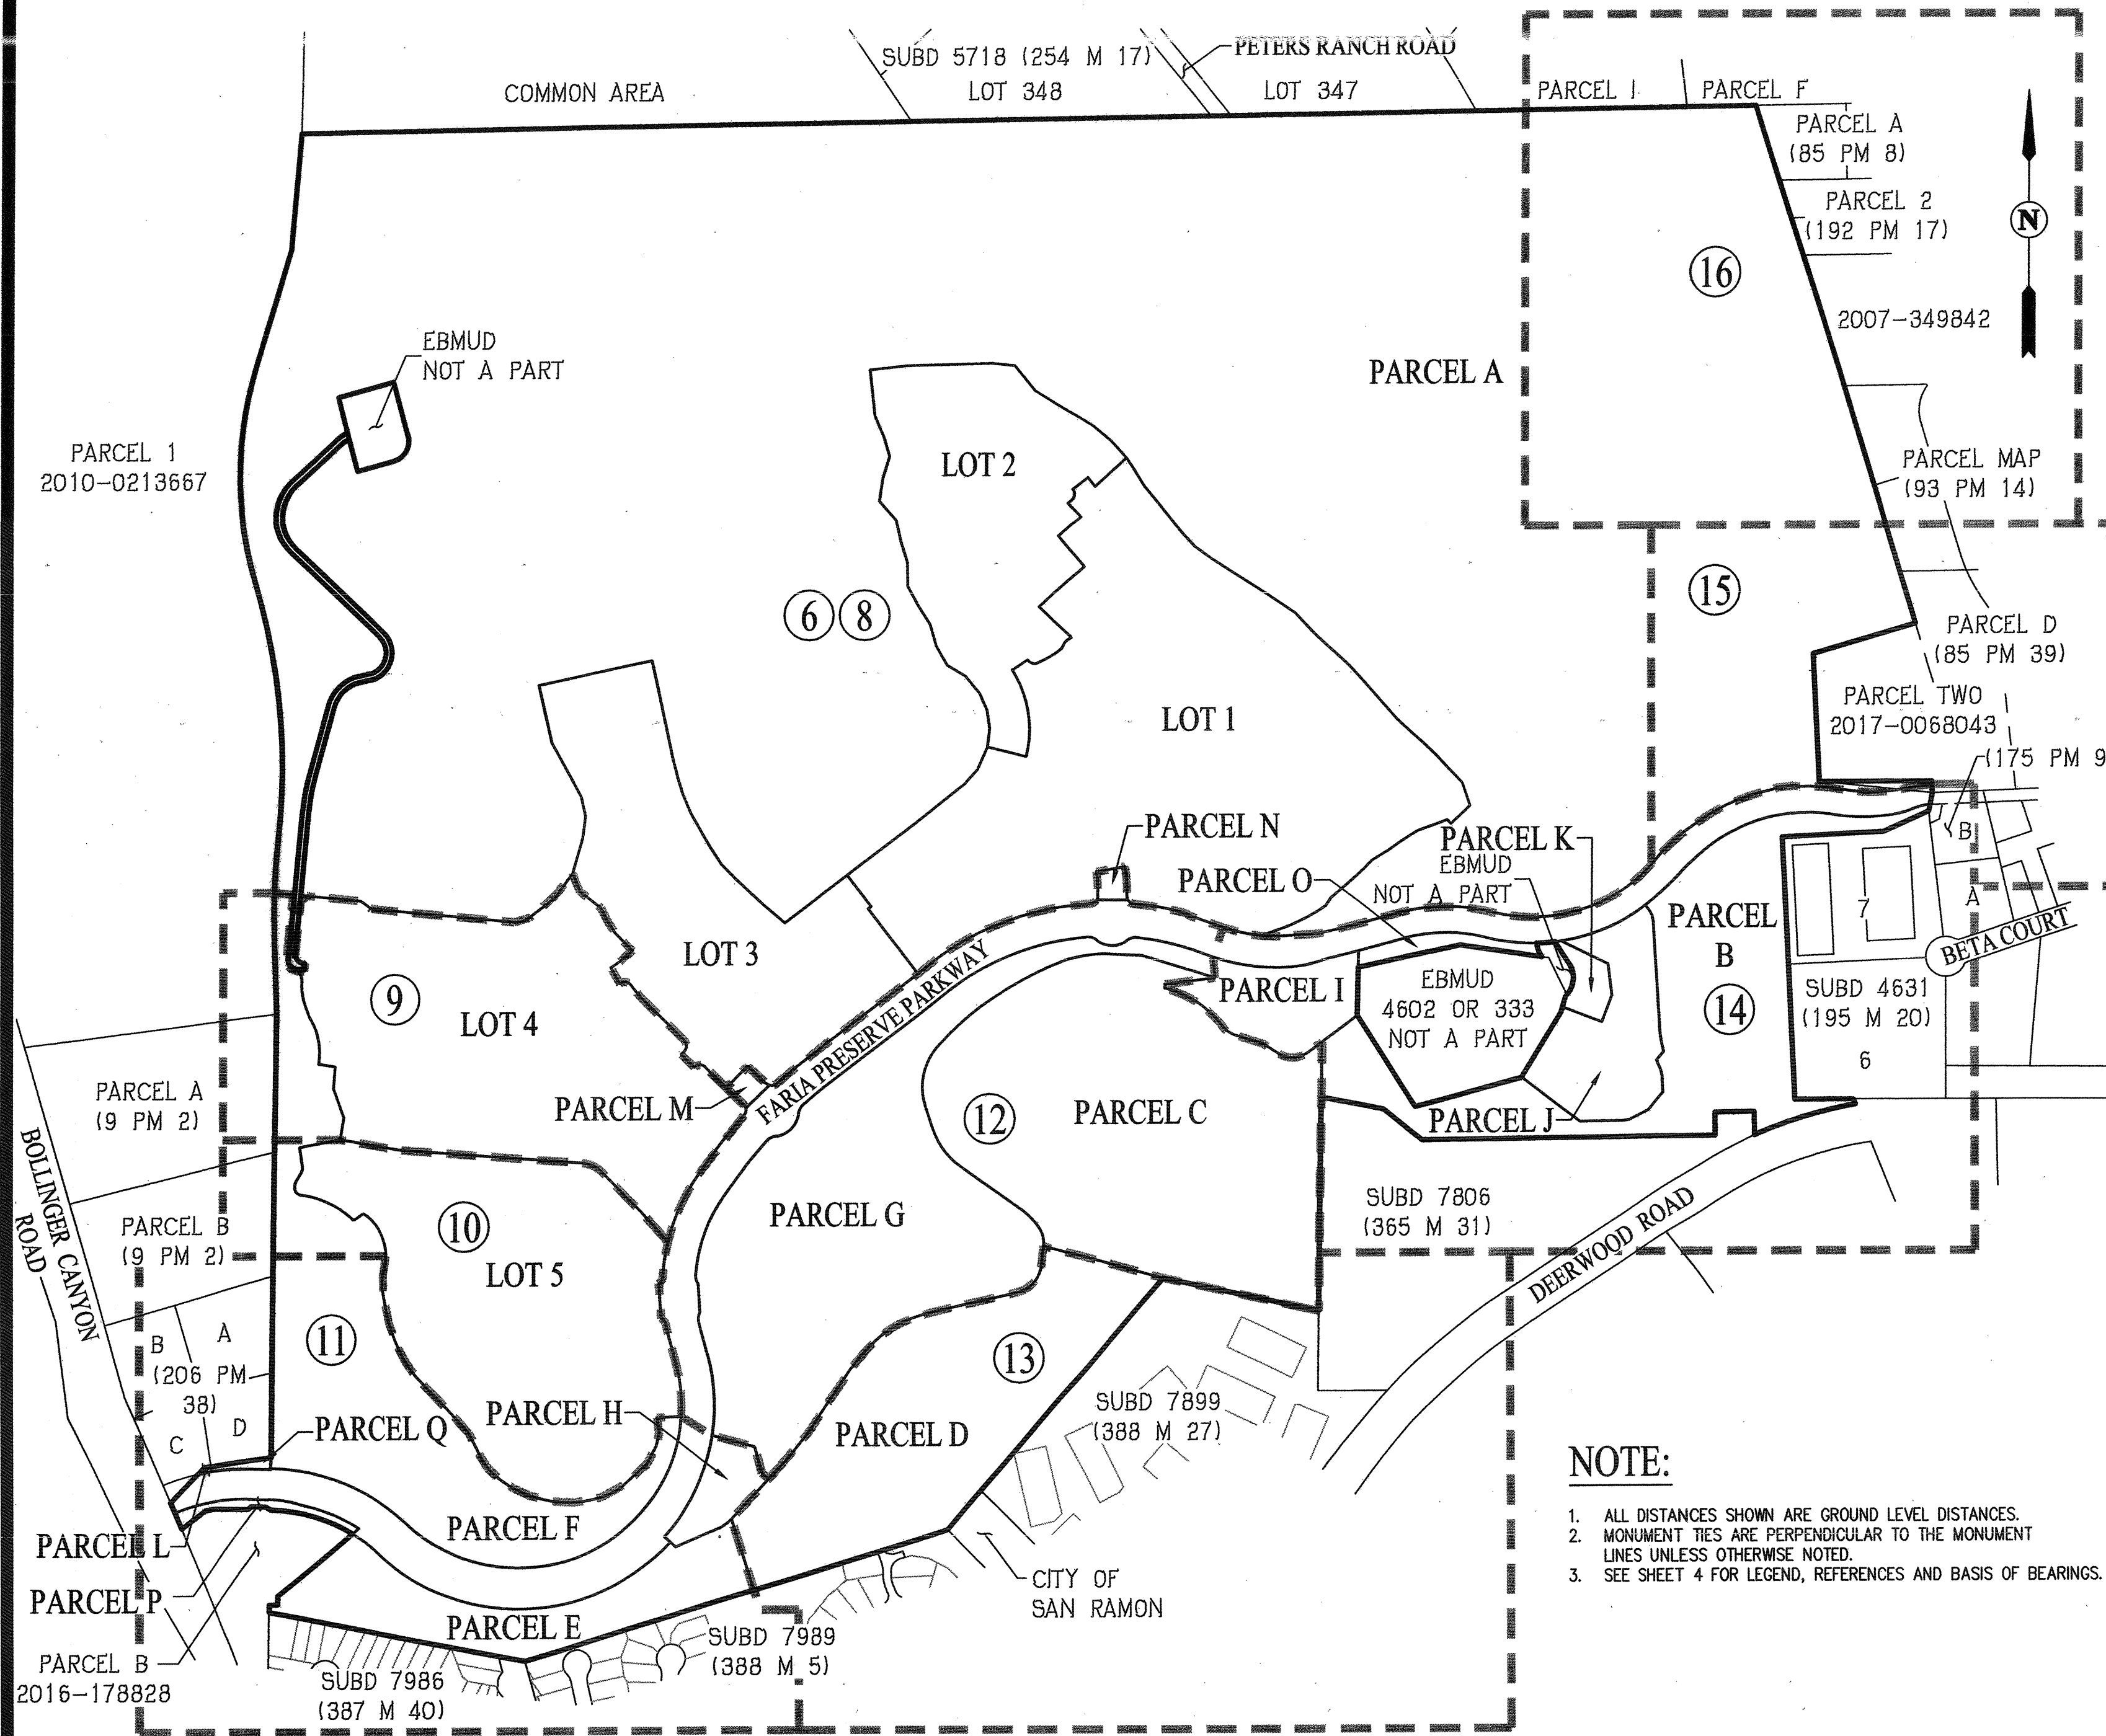 SUBD 5718 (254 M 17)
PETERS RANCH ROAD
COMMON AREA
LOT 348
LOT 347
PARCEL I
PARCEL F
PARCEL A
(85 PM 8)
PARCEL 2
(192 PM 17)
N
16
2007-349842
EBMUD
NOT A PART
PARCEL A
PARCEL 1
2010-0213667
LOT 2
PARCEL MAP
(93 PM 14)
6
8
15
PARCEL D
(85 PM 39)
LOT 1
PARCEL TWO
2017-0068043
(175 PM 9
PARCEL N
PARCEL K
EBMUD
NOT A PART
PARCEL O
B
A
7
PARCEL
B
14
BETA COURT
LOT 3
FARIA PRESERVE PARKWAY
9
LOT 4
PARCEL I
EBMUD
4602 OR 333
NOT A PART
SUBD 4631
(195 M 20)
6
PARCEL A
(9 PM 2)
PARCEL M
12
PARCEL C
PARCEL J
BOLLINGER CANYON
ROAD
PARCEL B
(9 PM 2)
10
LOT 5
PARCEL G
SUBD 7806
(365 M 31)
DEERWOOD ROAD
11
B
A
(206 PM
38)
C
D
13
PARCEL Q
PARCEL H
PARCEL D
SUBD 7899
(388 M 27)
PARCEL F
PARCEL L
PARCEL P
PARCEL E
CITY OF
SAN RAMON
PARCEL B
2016-178828
SUBD 7986
(387 M 40)
SUBD 7989
(388 M 5)
NOTE:
1. ALL DISTANCES SHOWN ARE GROUND LEVEL DISTANCES.
2. MONUMENT TIES ARE PERPENDICULAR TO THE MONUMENT
LINES UNLESS OTHERWISE NOTED.
3. SEE SHEET 4 FOR LEGEND, REFERENCES AND BASIS OF BEARINGS.